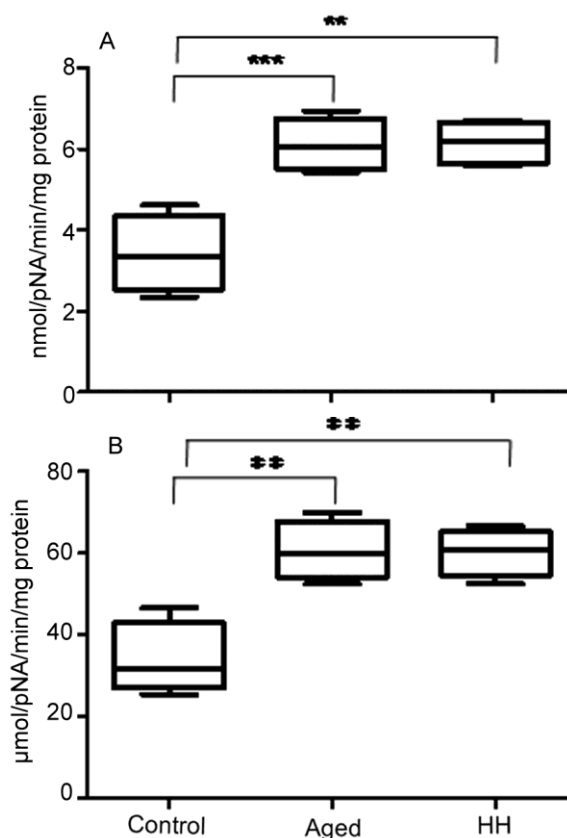 A
**
***
8
6
4
2
0
nmol/pNA/min/mg protein
B
**
**
80
60
40
20
0
µmol/pNA/min/mg protein
Control Aged HH